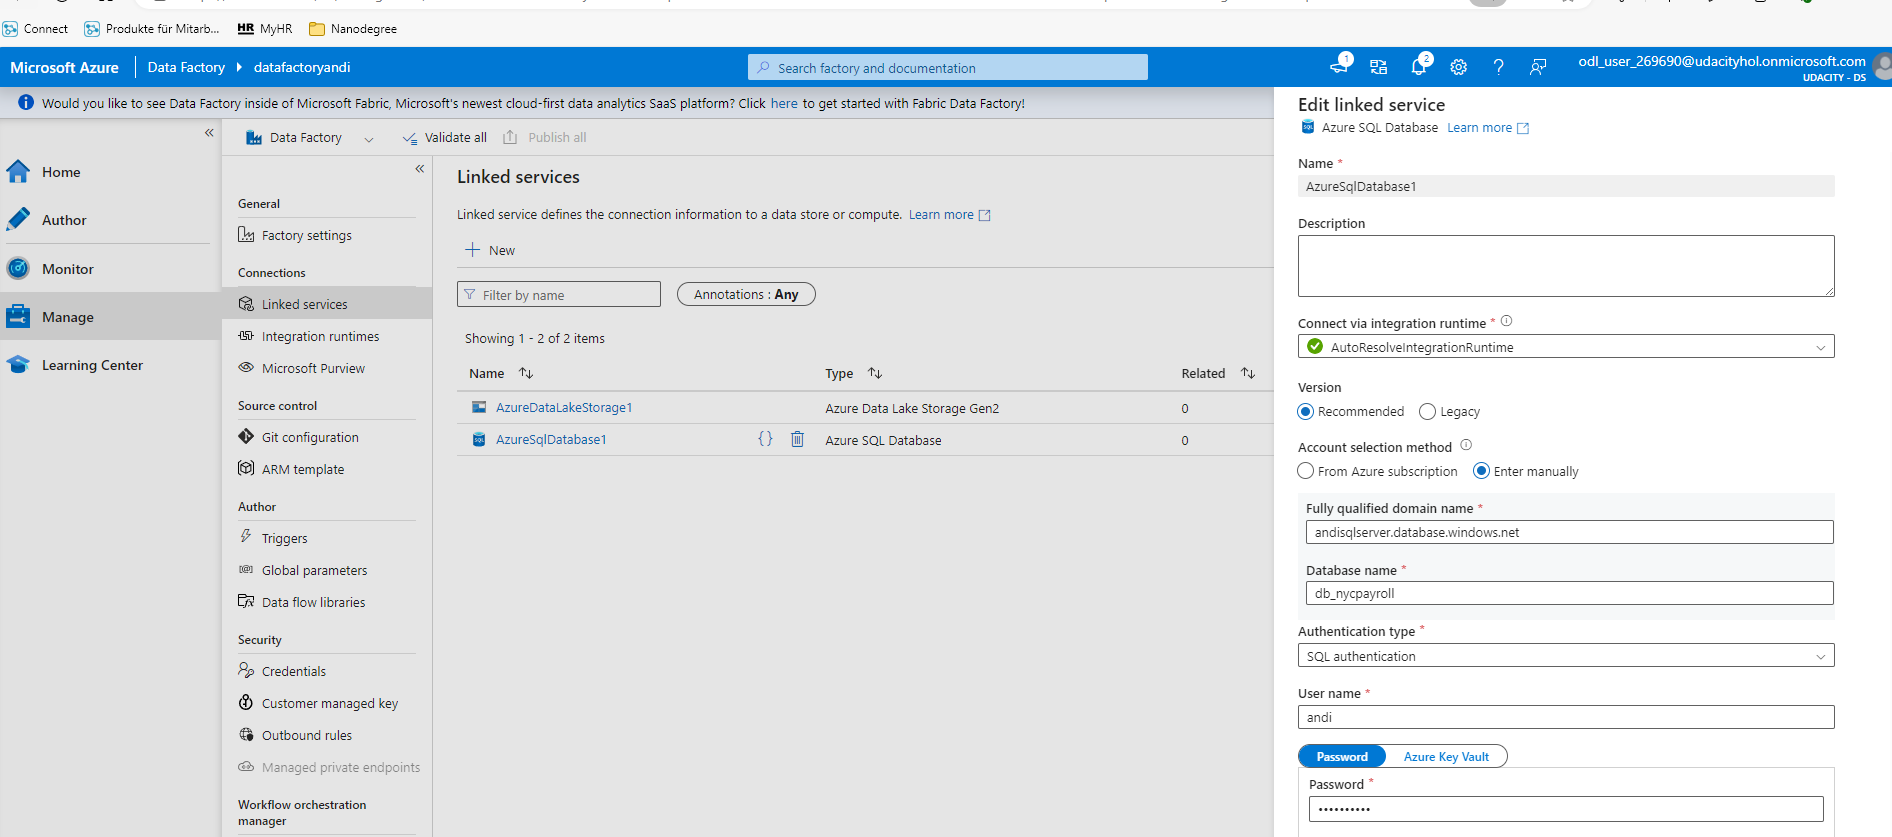 Connect
Produkte für Mitarb...
HR MyHR
Nanodegree
Microsoft Azure
Data Factory
datafactoryandi
Search factory and documentation
1
2
odl_user_269690@udacityhol.onmicrosoft.com
UDACITY - DS
Would you like to see Data Factory inside of Microsoft Fabric, Microsoft's newest cloud-first data analytics SaaS platform? Click here to get started with Fabric Data Factory!
Home
Author
Monitor
Manage
Learning Center
Data Factory
Validate all
Publish all
General
Factory settings
Connections
Linked services
Integration runtimes
Microsoft Purview
Source control
Git configuration
ARM template
Author
Triggers
Global parameters
Data flow libraries
Security
Credentials
Customer managed key
Outbound rules
Managed private endpoints
Workflow orchestration
manager
Linked services
Linked service defines the connection information to a data store or compute. Learn more
New
Filter by name
Annotations : Any
Showing 1 - 2 of 2 items
Name Type Related
AzureDataLakeStorage1 Azure Data Lake Storage Gen2 0
AzureSqlDatabase1 {} Azure SQL Database 0
Edit linked service
SQL Azure SQL Database Learn more
Name *
AzureSqlDatabase1
Description
Connect via integration runtime *
AutoResolveIntegrationRuntime
Version
Recommended Legacy
Account selection method
From Azure subscription Enter manually
Fully qualified domain name *
andisqlserver.database.windows.net
Database name *
db_nycpayroll
Authentication type *
SQL authentication
User name *
andi
Password Azure Key Vault
Password *
••••••••••